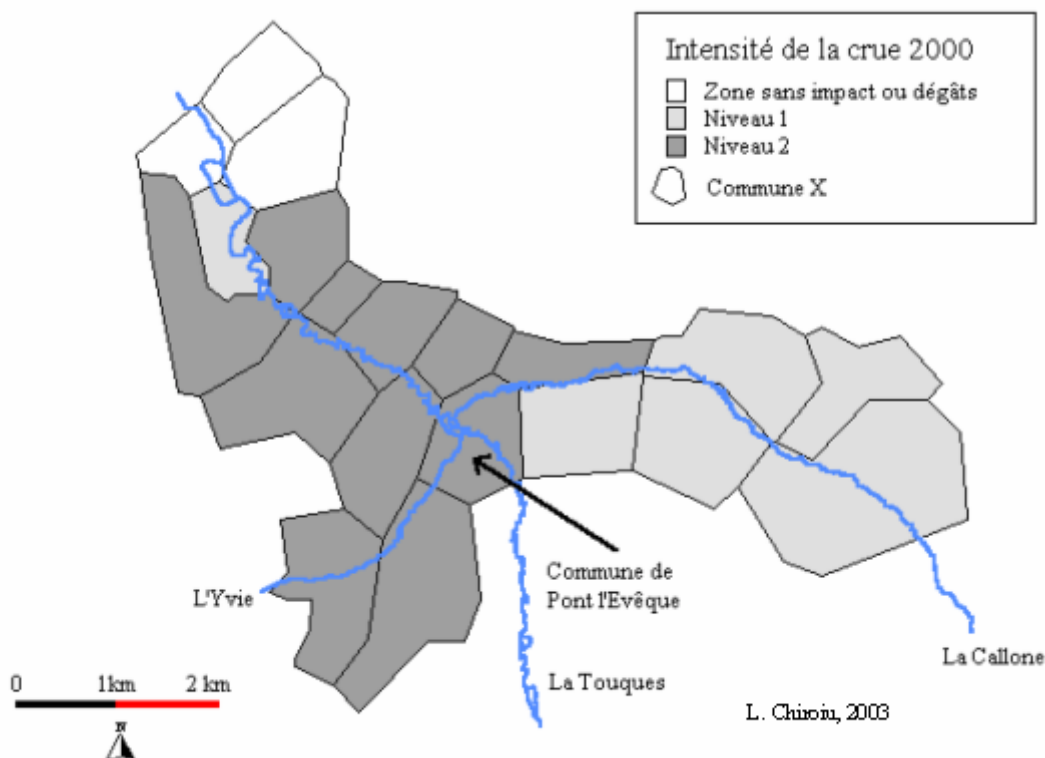 Intensité de la crue 2000
Zone sans impact ou dégâts
Niveau 1
Niveau 2
Commune X
Commune de
Pont l'Evêque
L'Yvie
La Touques
La Callone
0 1km 2 km
N
L. Chiroiu, 2003